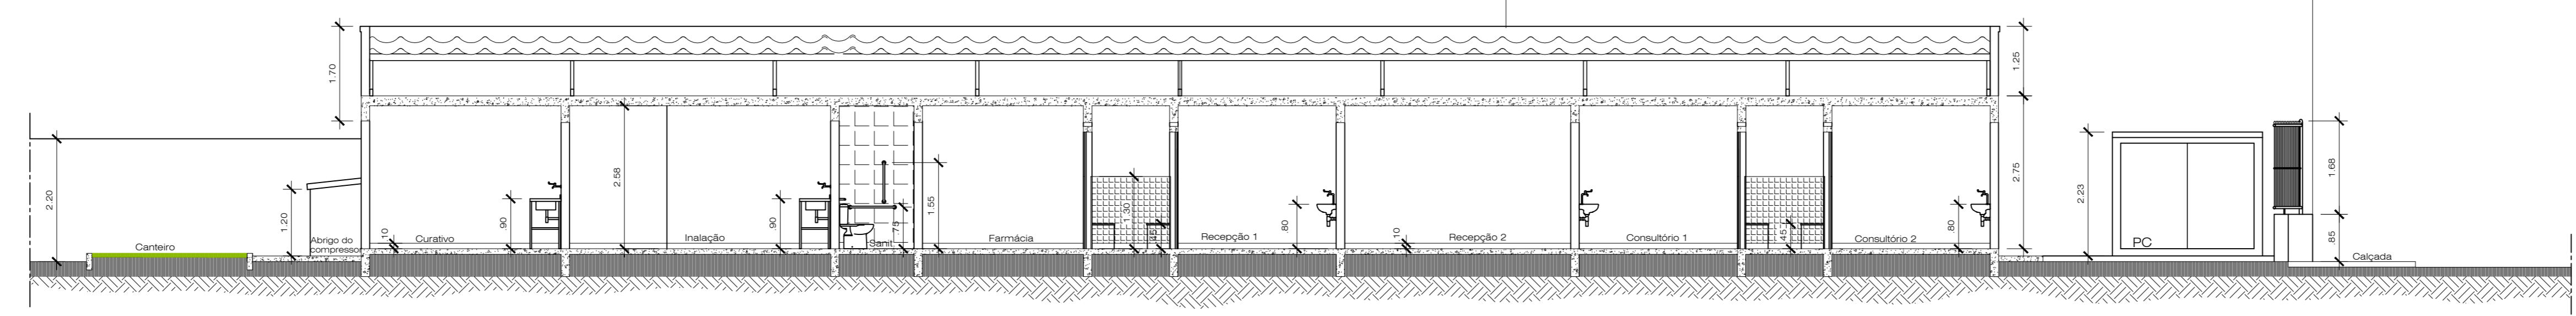 1.70
1.25
2.20
1.20
Canteiro
Abrigo do
compressor
.10
Curativo
.90
2.58
Inalação
.90
Sanit.
.75
1.55
Farmácia
1.30
.45
Recepção 1
.80
.10
Recepção 2
Consultório 1
.45
Consultório 2
.80
2.75
2.23
PC
1.68
.85
Calçada